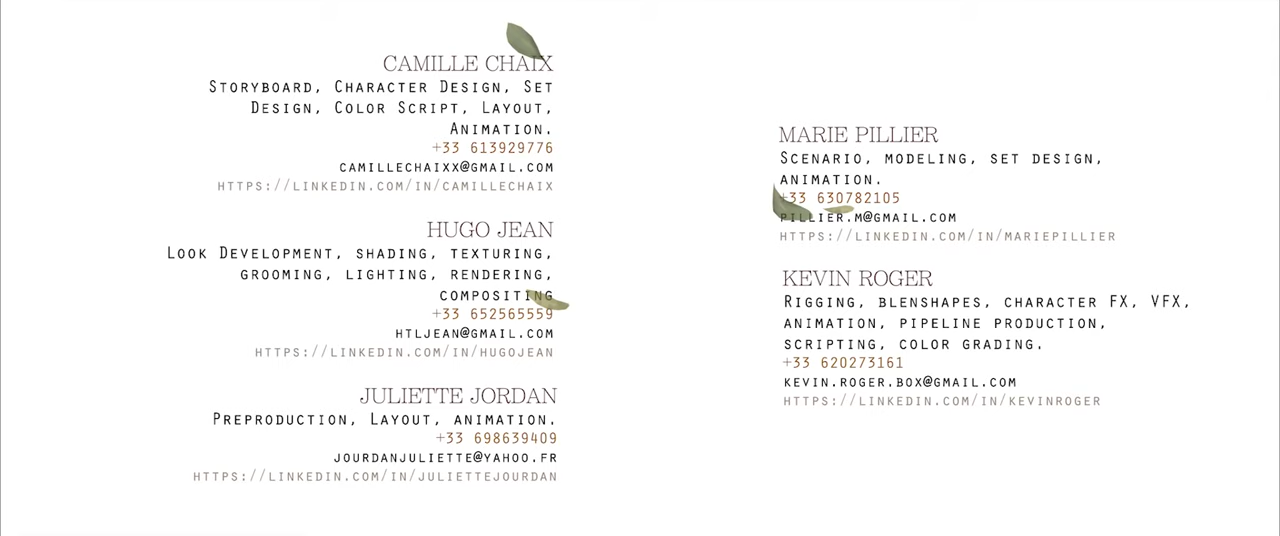 CAMILLE CHAIX
STORYBOARD, CHARACTER DESIGN, SET
DESIGN, COLOR SCRIPT, LAYOUT,
ANIMATION.
+33 613929776
CAMILLECHAIXX@GMAIL.COM
HTTPS://LINKEDIN.COM/IN/CAMILLECHAIX
HUGO JEAN
LOOK DEVELOPMENT, SHADING, TEXTURING,
GROOMING, LIGHTING, RENDERING,
COMPOSITING
+33 652565559
HTLJEAN@GMAIL.COM
HTTPS://LINKEDIN.COM/IN/HUGOJEAN
JULIETTE JORDAN
PREPRODUCTION, LAYOUT, ANIMATION.
+33 698639409
JOURDANJULIETTE@YAHOO.FR
HTTPS://LINKEDIN.COM/IN/JULIETTEJOURDAN
MARIE PILLIER
SCENARIO, MODELING, SET DESIGN,
ANIMATION.
+33 630782105
PILLIER.M@GMAIL.COM
HTTPS://LINKEDIN.COM/IN/MARIEPILLIER
KEVIN ROGER
RIGGING, BLENSHAPES, CHARACTER FX, VFX,
ANIMATION, PIPELINE PRODUCTION,
SCRIPTING, COLOR GRADING.
+33 620273161
KEVIN.ROGER.BOX@GMAIL.COM
HTTPS://LINKEDIN.COM/IN/KEVINROGER